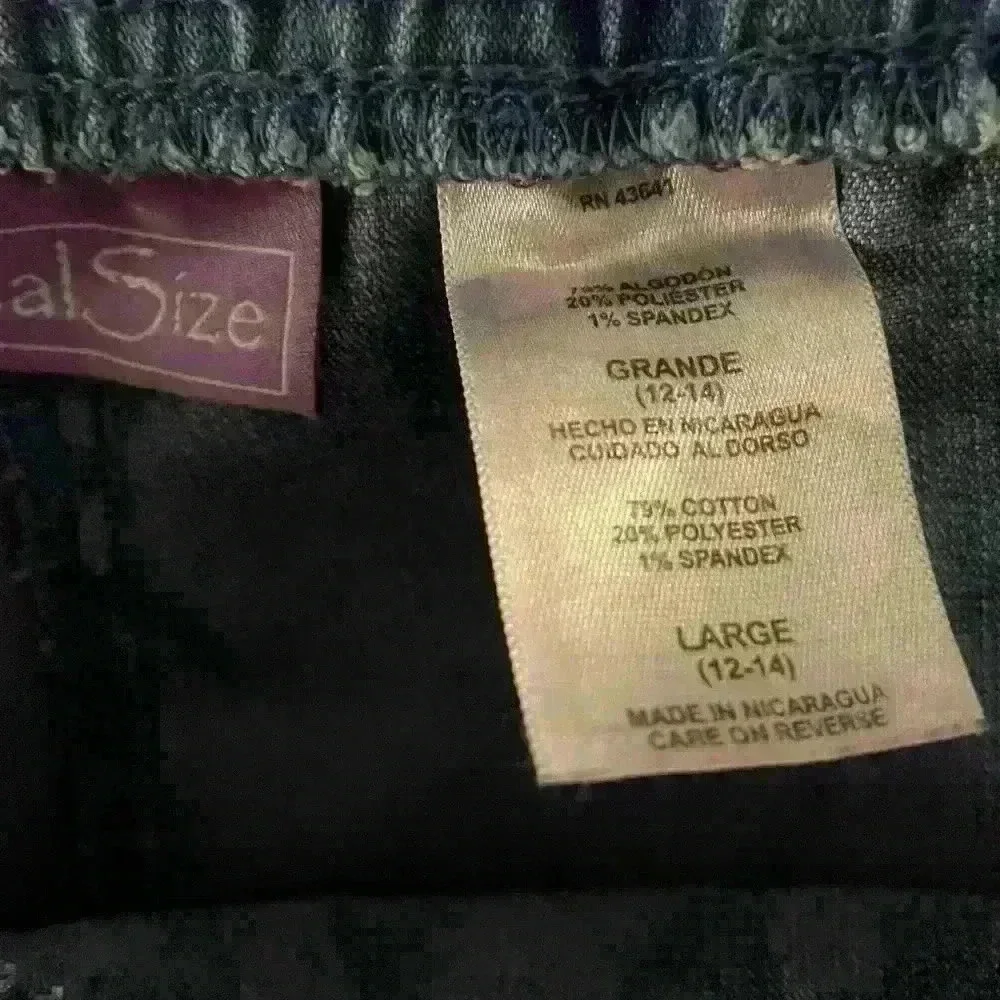 alSize
RN 43641
79% ALGODÓN
20% POLIESTER
1% SPANDEX
GRANDE
(12-14)
HECHO EN NICARAGUA
CUIDADO AL DORSO
79% COTTON
20% POLYESTER
1% SPANDEX
LARGE
(12-14)
MADE IN NICARAGUA
CARE ON REVERSE